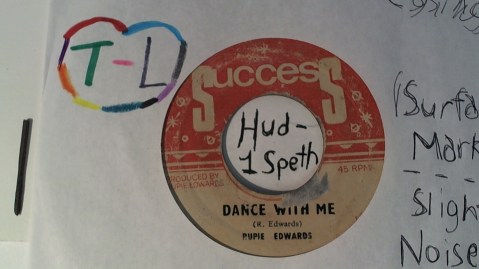 T-L
SuccesS
Hud-
1 Speth
PRODUCED BY
RUPIE EDWARDS
45 R.P.M.
DANCE WITH ME
(R. Edwards)
RUPIE EDWARDS
(Surfa
Mark
Sligh
Noise